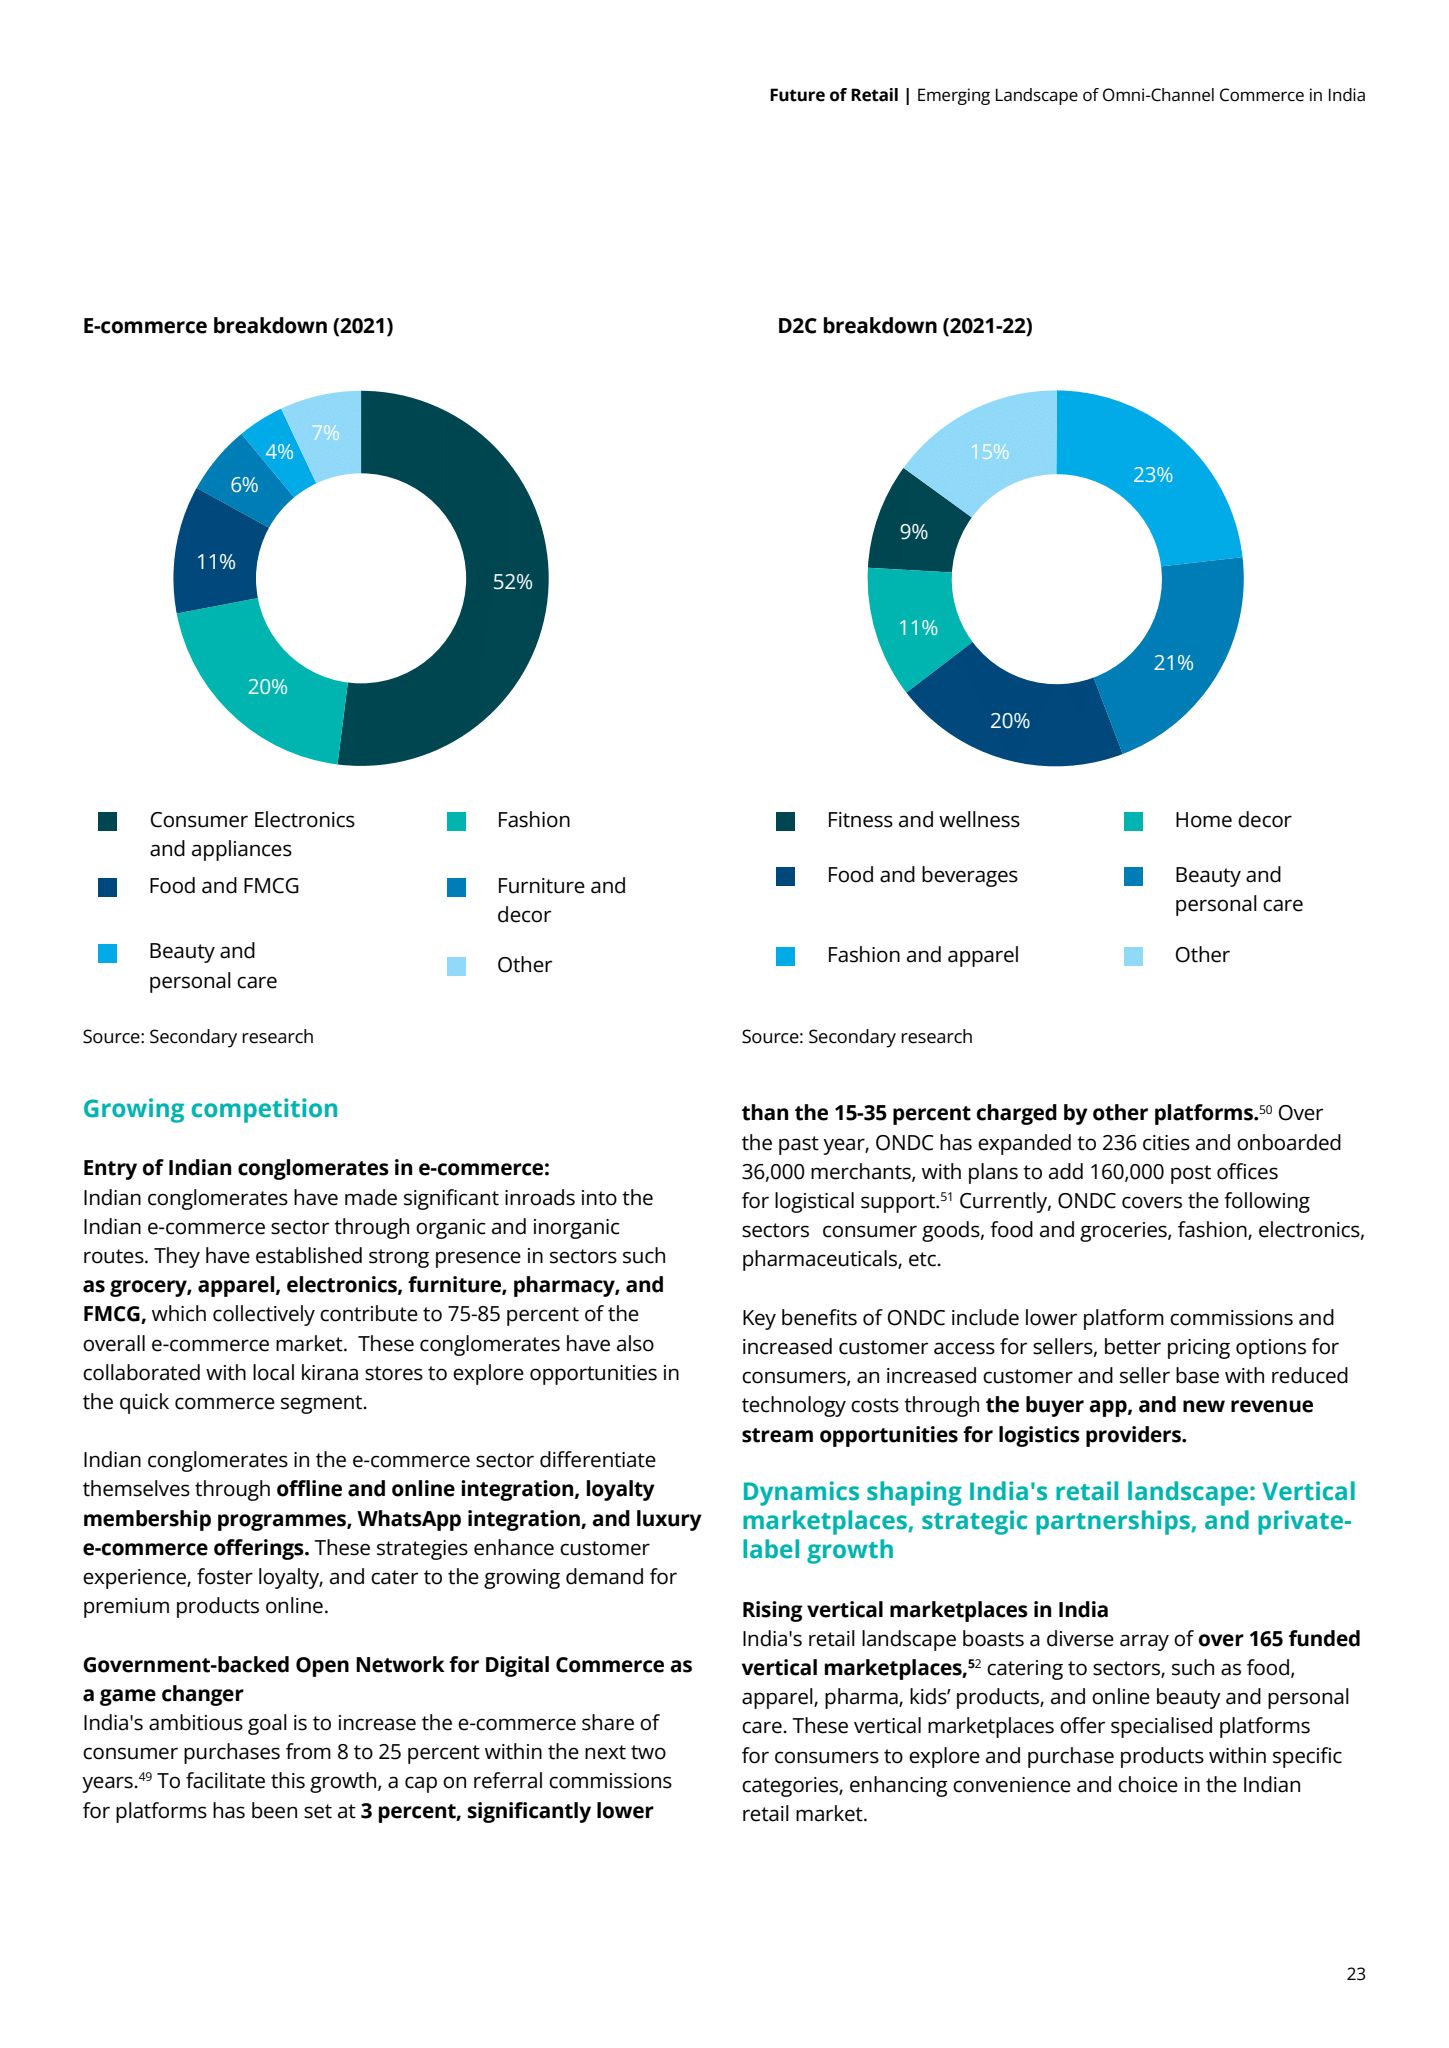 Future of Retail | Emerging Landscape of Omni-Channel Commerce in India
E-commerce breakdown (2021)
7%
4%
6%
11%
52%
20%
Consumer Electronics
and appliances
Fashion
Food and FMCG
Furniture and
decor
Beauty and
personal care
Other
Source: Secondary research
D2C breakdown (2021-22)
15%
23%
9%
11%
21%
20%
Fitness and wellness
Home decor
Food and beverages
Beauty and
personal care
Fashion and apparel
Other
Source: Secondary research
Growing competition
Entry of Indian conglomerates in e-commerce:
Indian conglomerates have made significant inroads into the
Indian e-commerce sector through organic and inorganic
routes. They have established strong presence in sectors such
as grocery, apparel, electronics, furniture, pharmacy, and
FMCG, which collectively contribute to 75-85 percent of the
overall e-commerce market. These conglomerates have also
collaborated with local kirana stores to explore opportunities in
the quick commerce segment.
Indian conglomerates in the e-commerce sector differentiate
themselves through offline and online integration, loyalty
membership programmes, WhatsApp integration, and luxury
e-commerce offerings. These strategies enhance customer
experience, foster loyalty, and cater to the growing demand for
premium products online.
Government-backed Open Network for Digital Commerce as
a game changer
India's ambitious goal is to increase the e-commerce share of
consumer purchases from 8 to 25 percent within the next two
years.49 To facilitate this growth, a cap on referral commissions
for platforms has been set at 3 percent, significantly lower
than the 15-35 percent charged by other platforms.50 Over
the past year, ONDC has expanded to 236 cities and onboarded
36,000 merchants, with plans to add 160,000 post offices
for logistical support.51 Currently, ONDC covers the following
sectors consumer goods, food and groceries, fashion, electronics,
pharmaceuticals, etc.
Key benefits of ONDC include lower platform commissions and
increased customer access for sellers, better pricing options for
consumers, an increased customer and seller base with reduced
technology costs through the buyer app, and new revenue
stream opportunities for logistics providers.
Dynamics shaping India's retail landscape: Vertical
marketplaces, strategic partnerships, and private-
label growth
Rising vertical marketplaces in India
India's retail landscape boasts a diverse array of over 165 funded
vertical marketplaces,52 catering to sectors, such as food,
apparel, pharma, kids’ products, and online beauty and personal
care. These vertical marketplaces offer specialised platforms
for consumers to explore and purchase products within specific
categories, enhancing convenience and choice in the Indian
retail market.
23